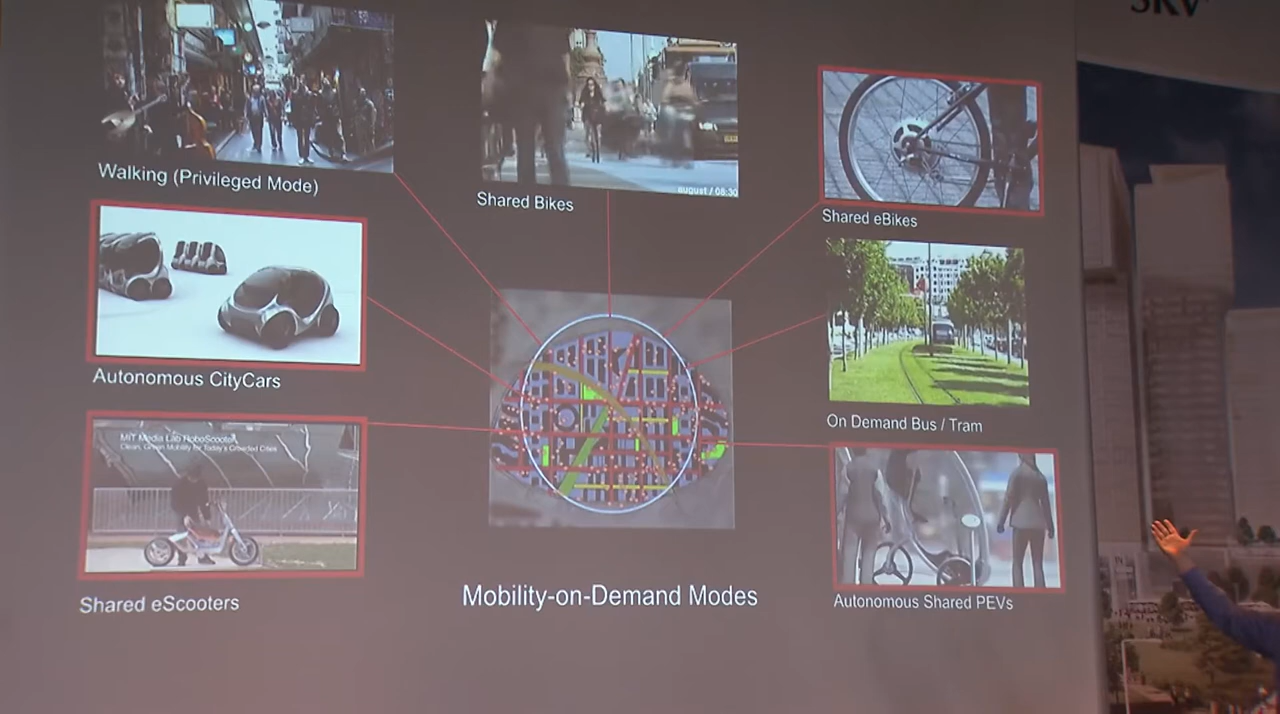 SRV
Walking (Privileged Mode)
august / 08:30
Shared Bikes
Shared eBikes
Autonomous CityCars
On Demand Bus / Tram
MIT Media Lab RoboScooter,
Clean, Green Mobility for Today's Crowded Cities
Shared eScooters
Mobility-on-Demand Modes
Autonomous Shared PEVs